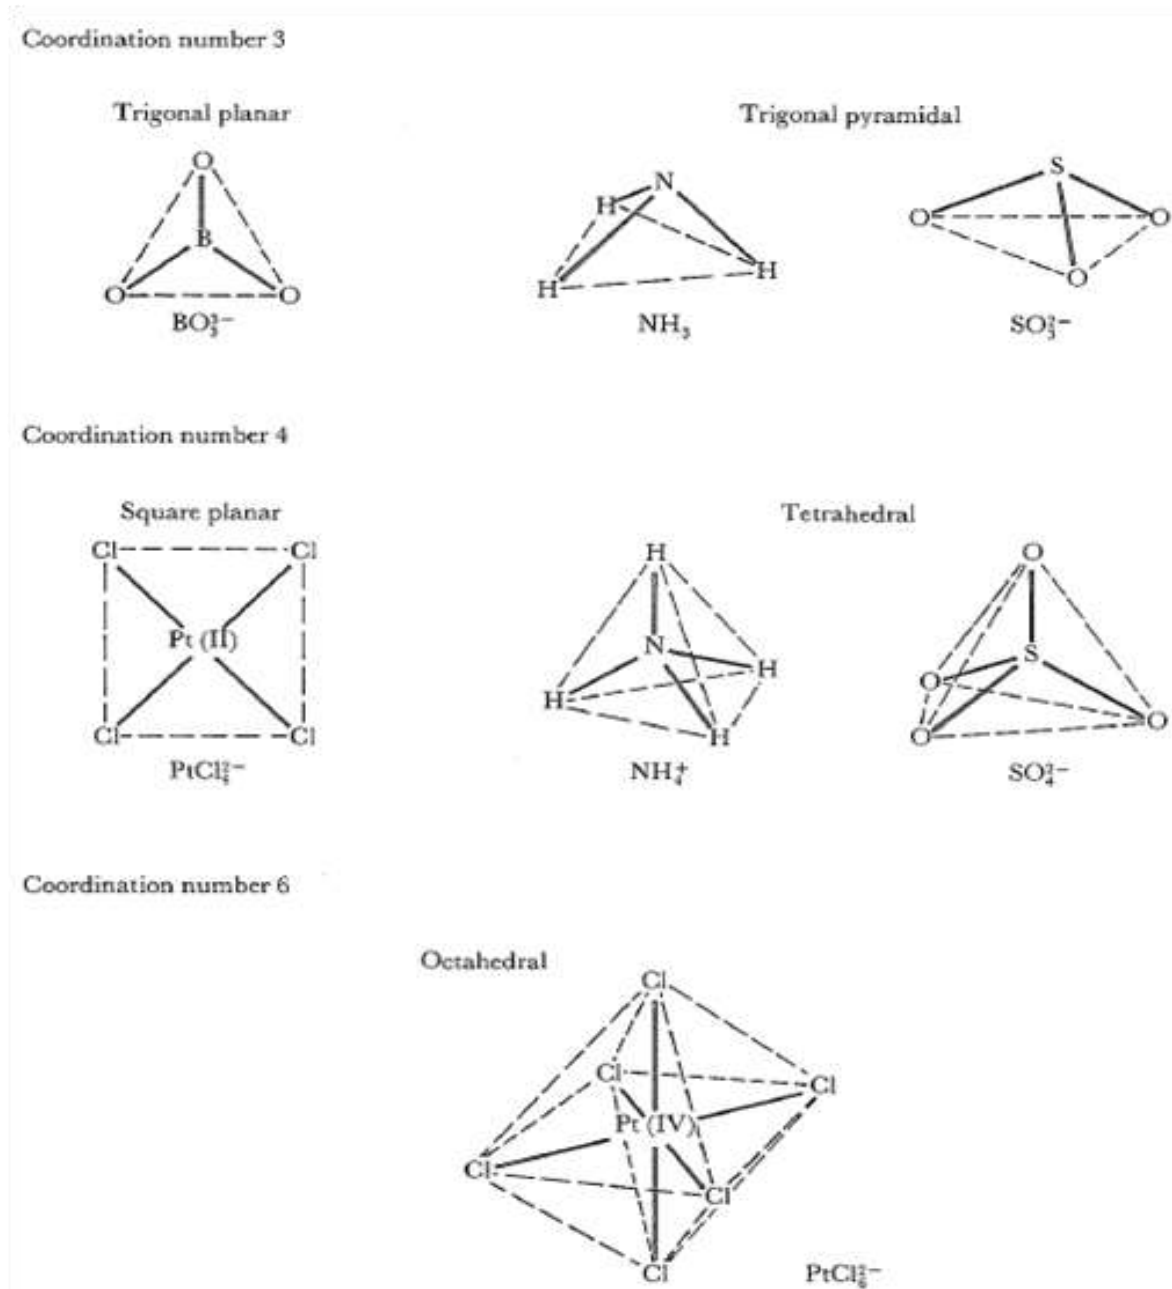 Coordination number 3
Trigonal planar
Trigonal pyramidal
O
B
O O
BO₃³⁻
N
H
H
H
NH₃
S
O O
O
SO₃²⁻
Coordination number 4
Square planar
Tetrahedral
Cl Cl
Pt (II)
Cl Cl
PtCl₄²⁻
H
N
H
H
H
NH₄⁺
O
S
O
O
O
SO₄²⁻
Coordination number 6
Octahedral
Cl
Cl
Cl
Pt (IV)
Cl
Cl
Cl
PtCl₆²⁻